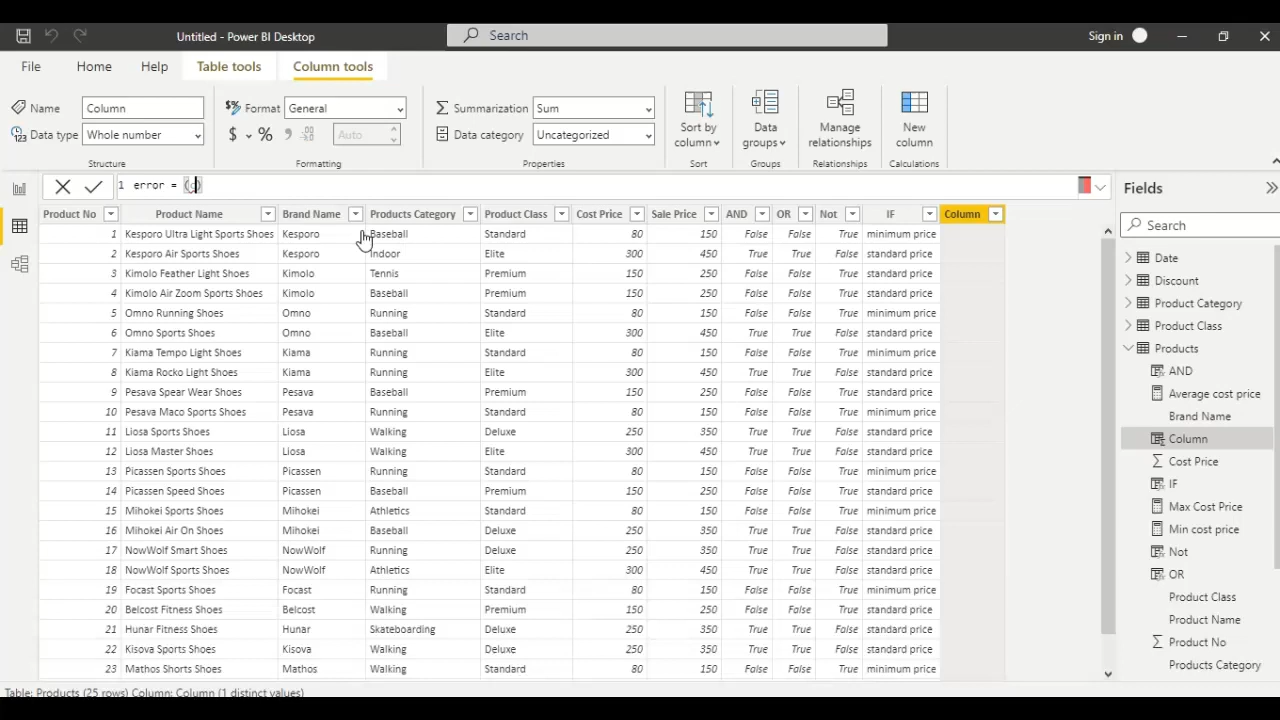 Untitled - Power BI Desktop Search Sign in
File Home Help Table tools Column tools
Name Column $% Format General Σ Summarization Sum
Data type Whole number $ % Auto Data category Uncategorized
Sort by column Data groups Manage relationships New column
Structure Formatting Properties Sort Groups Relationships Calculations
1 error = (c)
Product No Product Name Brand Name Products Category Product Class Cost Price Sale Price AND OR Not IF Column
1 Kesporo Ultra Light Sports Shoes Kesporo Baseball Standard 80 150 False False True minimum price
2 Kesporo Air Sports Shoes Kesporo Indoor Elite 300 450 True True False standard price
3 Kimolo Feather Light Shoes Kimolo Tennis Premium 150 250 False False True standard price
4 Kimolo Air Zoom Sports Shoes Kimolo Baseball Premium 150 250 False False True standard price
5 Omno Running Shoes Omno Running Standard 80 150 False False True minimum price
6 Omno Sports Shoes Omno Baseball Elite 300 450 True True False standard price
7 Kiama Tempo Light Shoes Kiama Running Standard 80 150 False False True minimum price
8 Kiama Rocko Light Shoes Kiama Running Elite 300 450 True True False standard price
9 Pesava Spear Wear Shoes Pesava Baseball Premium 150 250 False False True standard price
10 Pesava Maco Sports Shoes Pesava Running Standard 80 150 False False True minimum price
11 Liosa Sports Shoes Liosa Walking Deluxe 250 350 True True False standard price
12 Liosa Master Shoes Liosa Walking Elite 300 450 True True False standard price
13 Picassen Sports Shoes Picassen Running Standard 80 150 False False True minimum price
14 Picassen Speed Shoes Picassen Baseball Premium 150 250 False False True standard price
15 Mihokei Sports Shoes Mihokei Athletics Standard 80 150 False False True minimum price
16 Mihokei Air On Shoes Mihokei Baseball Deluxe 250 350 True True False standard price
17 NowWolf Smart Shoes NowWolf Running Deluxe 250 350 True True False standard price
18 NowWolf Sports Shoes NowWolf Athletics Elite 300 450 True True False standard price
19 Focast Running Shoes Focast Running Standard 80 150 False False True minimum price
20 Belcost Fitness Shoes Belcost Walking Premium 150 250 False False True standard price
21 Hunar Fitness Shoes Hunar Skateboarding Deluxe 250 350 True True False standard price
22 Kisova Sports Shoes Kisova Walking Deluxe 250 350 True True False standard price
23 Mathos Shorts Shoes Mathos Walking Standard 80 150 False False True minimum price
Table: Products (25 rows) Column: Column (1 distinct values)
Fields
Search
Date
Discount
Product Category
Product Class
Products
AND
Average cost price
Brand Name
Column
Σ Cost Price
IF
Max Cost Price
Min cost price
Not
OR
Product Class
Product Name
Σ Product No
Products Category